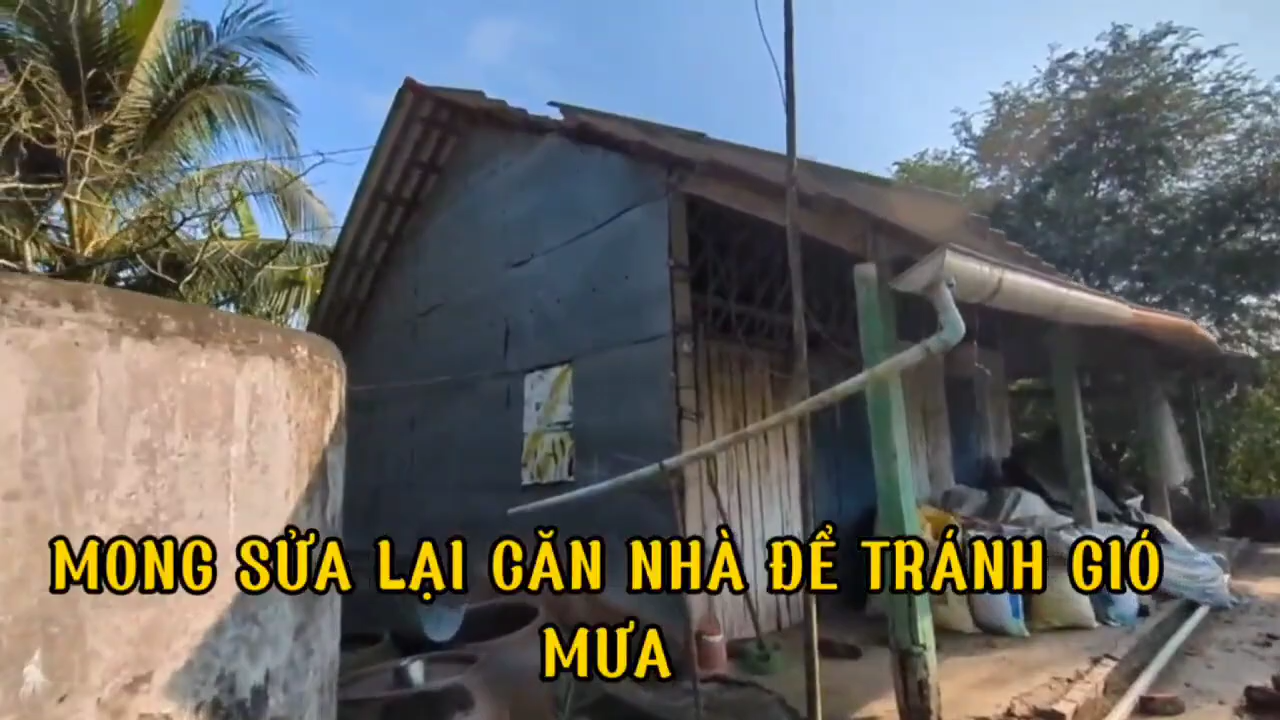 MONG SỬA LẠI CĂN NHÀ ĐỂ TRÁNH GIÓ
MƯA